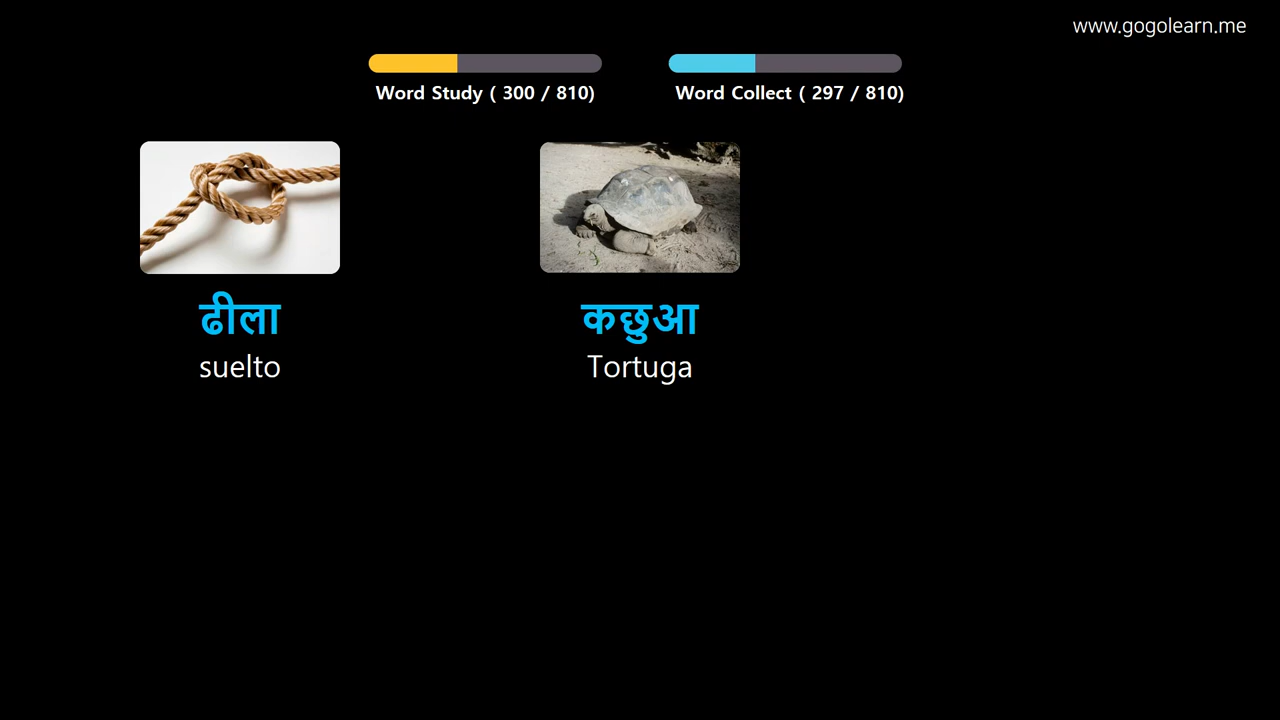 www.gogolearn.me
Word Study ( 300 / 810)
Word Collect ( 297 / 810)
ढीला
suelto
कछुआ
Tortuga